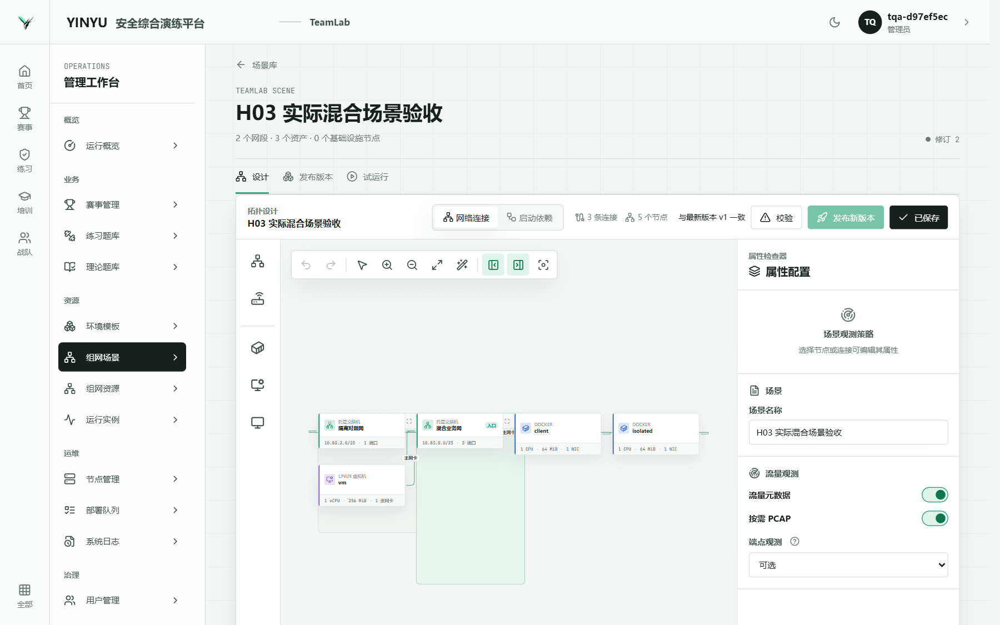 YINYU 安全综合演练平台
TeamLab
TQ
tqa-d97ef5ec
管理员
首页
赛事
练习
培训
战队
全部
OPERATIONS
管理工作台
概览
运行概览
业务
赛事管理
练习题库
理论题库
资源
环境模板
组网场景
组网资源
运行实例
运维
节点管理
部署队列
系统日志
治理
用户管理
场景库
TEAMLAB SCENE
H03 实际混合场景验收
2 个网段 · 3 个资产 · 0 个基础设施节点
修订 2
设计
发布版本
试运行
拓扑设计
H03 实际混合场景验收
网络连接
启动依赖
3 条连接
5 个节点
与最新版本 v1 一致
校验
发布新版本
已保存
托管交换机
隔离对照网
10.83.2.0/23 · 1 端口
托管交换机
混合业务网
入口
10.83.0.0/23 · 2 端口
主网卡
DOCKER
client
1 CPU · 64 MiB · 1 NIC
DOCKER
isolated
1 CPU · 64 MiB · 1 NIC
主网卡
LINUX 虚拟机
vm
1 vCPU · 256 MiB · 1 张网卡
属性检查器
属性配置
场景观测策略
选择节点或连接可编辑其属性
场景
场景名称
H03 实际混合场景验收
流量观测
流量元数据
按需 PCAP
端点观测
可选